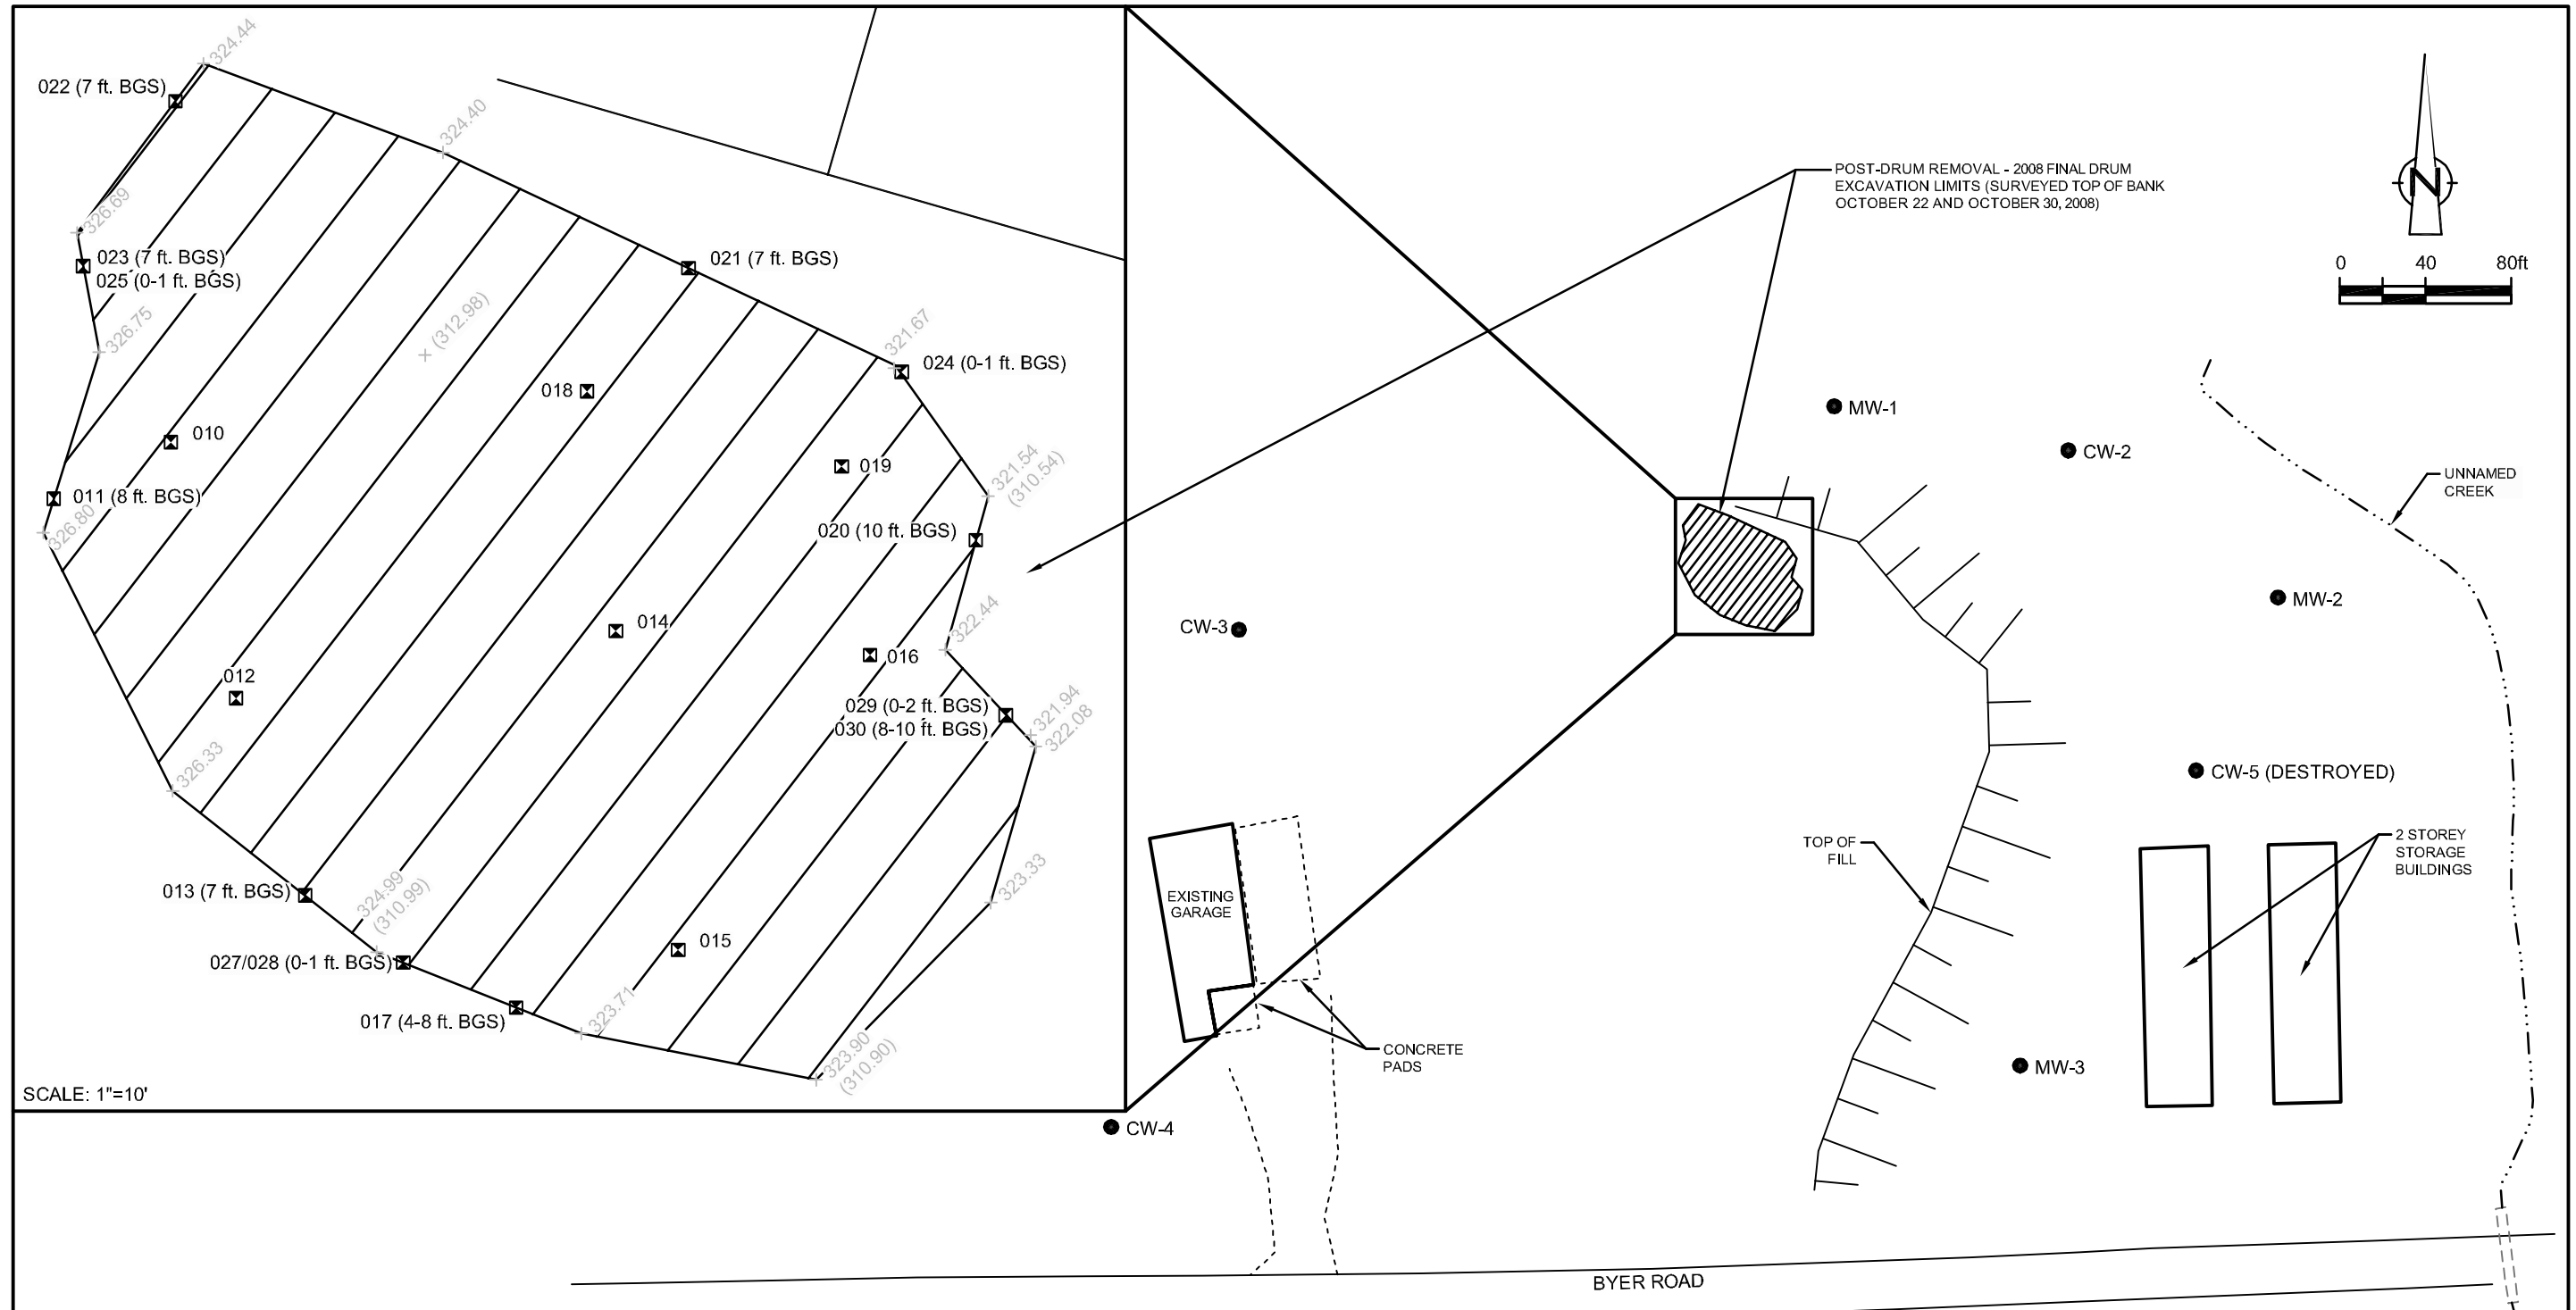 324.44
022 (7 ft. BGS)
324.40
326.69
023 (7 ft. BGS)
025 (0-1 ft. BGS)
021 (7 ft. BGS)
326.75
(312.98)
321.67
024 (0-1 ft. BGS)
018
010
019
321.54
(310.54)
011 (8 ft. BGS)
326.80
020 (10 ft. BGS)
322.44
014
016
012
029 (0-2 ft. BGS)
030 (8-10 ft. BGS)
321.94
322.08
326.33
013 (7 ft. BGS)
324.99
(310.99)
323.33
015
027/028 (0-1 ft. BGS)
017 (4-8 ft. BGS)
323.71
323.90
(310.90)
SCALE: 1"=10'
POST-DRUM REMOVAL - 2008 FINAL DRUM
EXCAVATION LIMITS (SURVEYED TOP OF BANK
OCTOBER 22 AND OCTOBER 30, 2008)
N
0 40 80ft
MW-1
CW-2
UNNAMED
CREEK
MW-2
CW-3
CW-5 (DESTROYED)
TOP OF
FILL
2 STOREY
STORAGE
BUILDINGS
EXISTING
GARAGE
CONCRETE
PADS
MW-3
CW-4
BYER ROAD